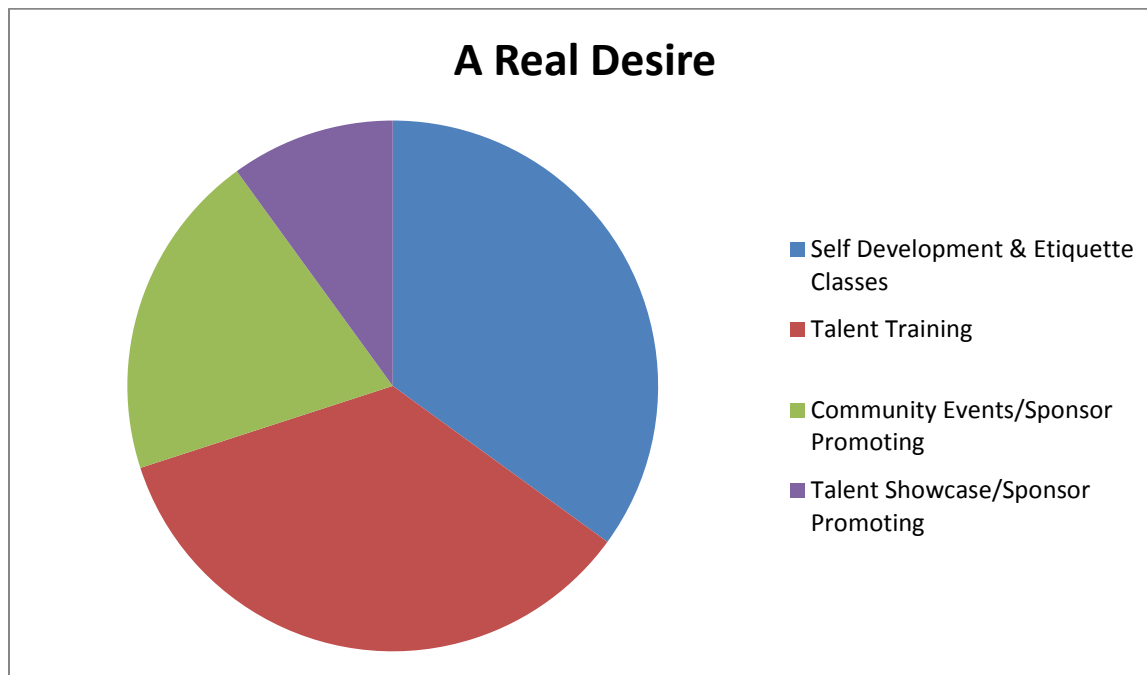 A Real Desire
Self Development & Etiquette
Classes
Talent Training
Community Events/Sponsor
Promoting
Talent Showcase/Sponsor
Promoting